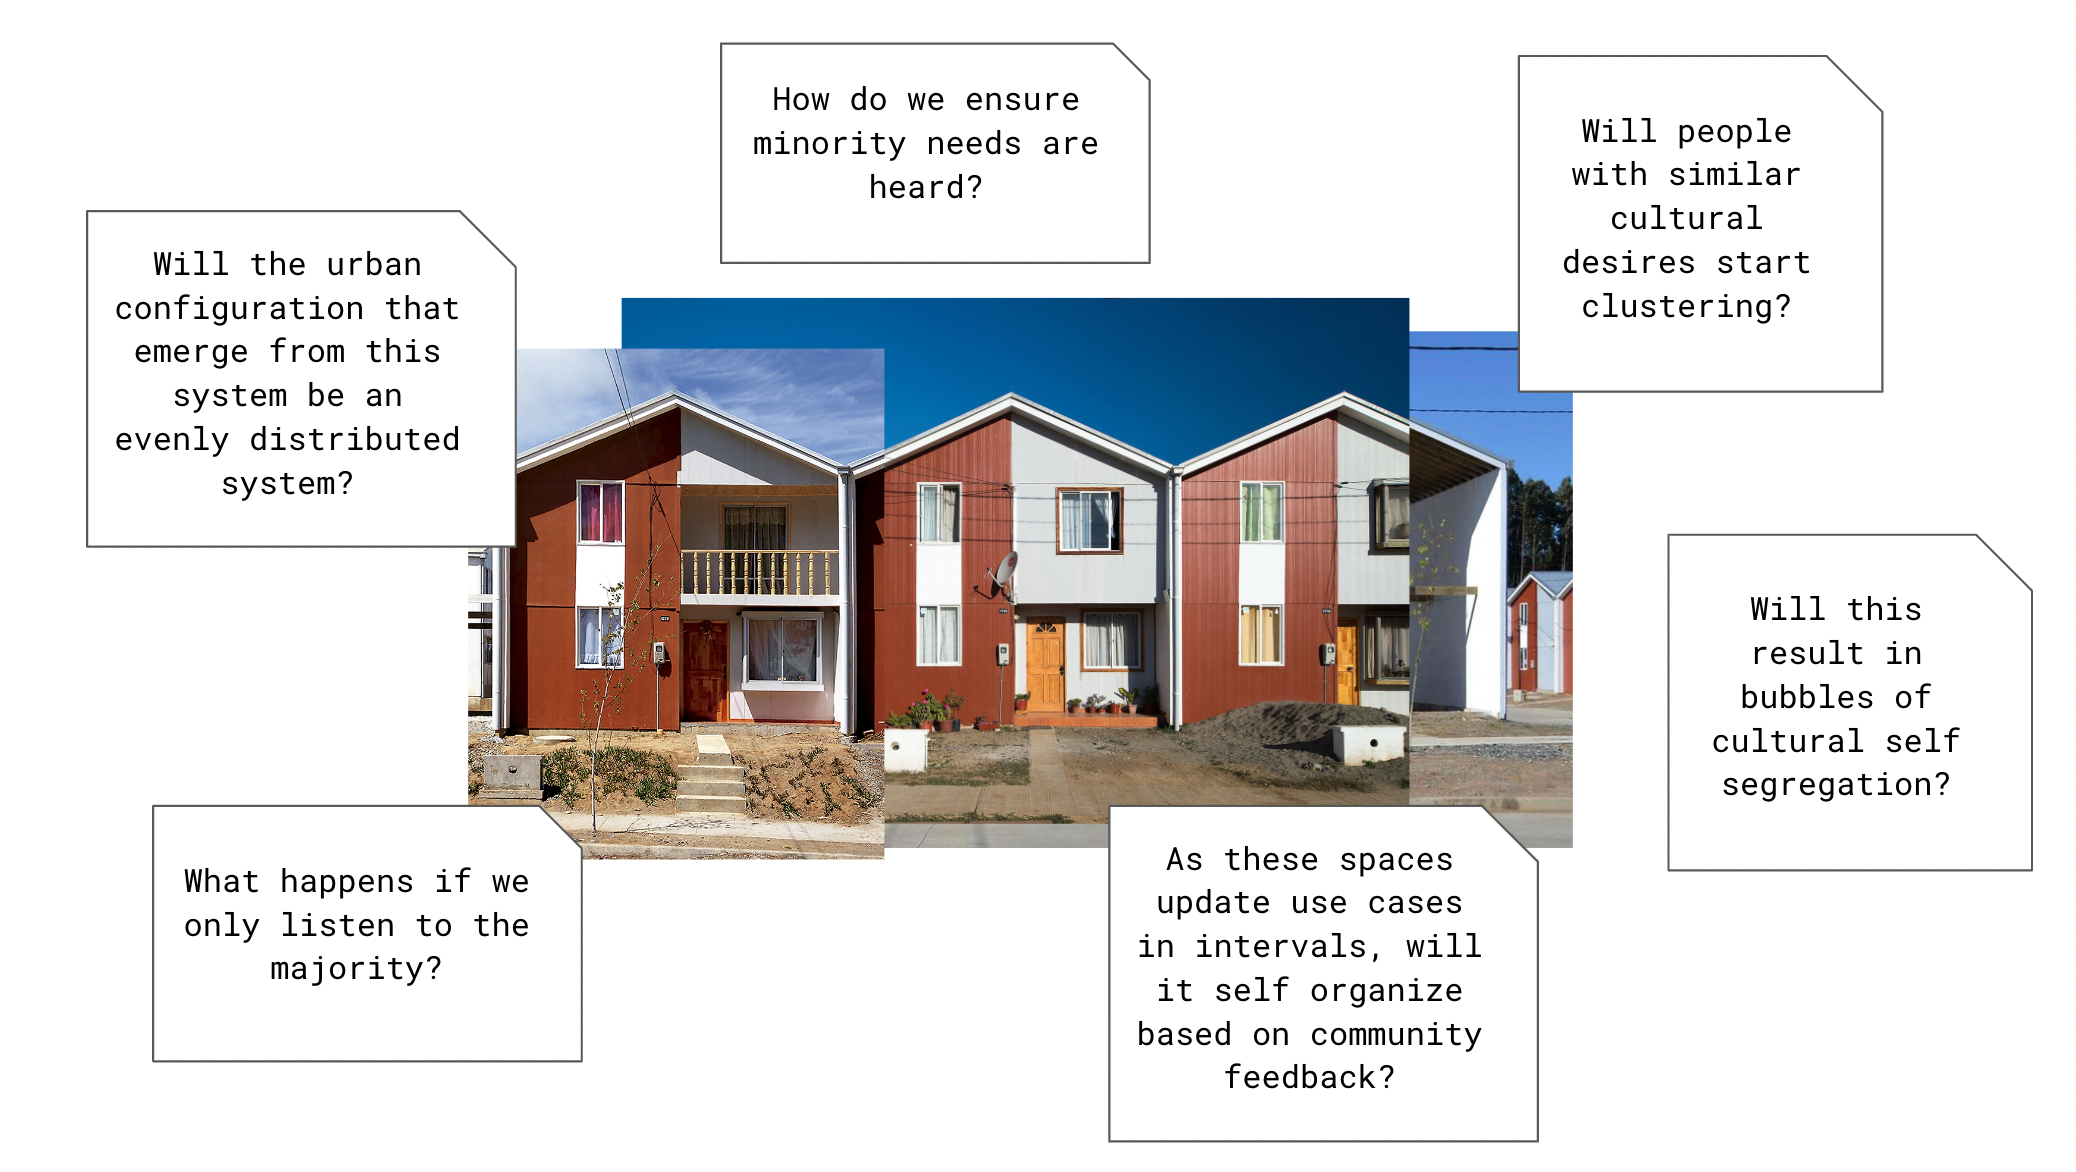 How do we ensure
minority needs are
heard?
Will people
with similar
cultural
desires start
clustering?
Will the urban
configuration that
emerge from this
system be an
evenly distributed
system?
Will this
result in
bubbles of
cultural self
segregation?
What happens if we
only listen to the
majority?
As these spaces
update use cases
in intervals, will
it self organize
based on community
feedback?